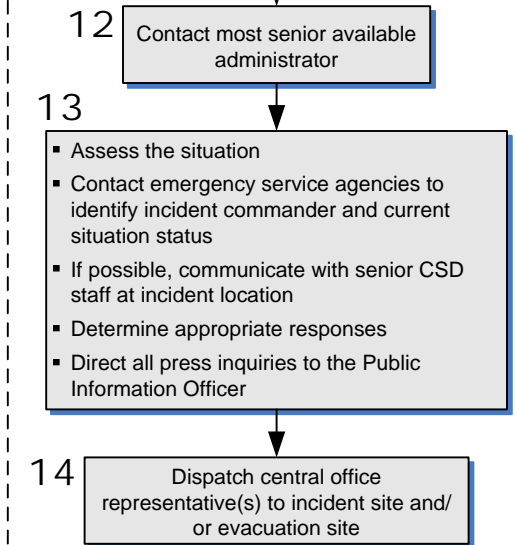 12
Contact most senior available
administrator
13
▪ Assess the situation
▪ Contact emergency service agencies to
identify incident commander and current
situation status
▪ If possible, communicate with senior CSD
staff at incident location
▪ Determine appropriate responses
▪ Direct all press inquiries to the Public
Information Officer
14
Dispatch central office
representative(s) to incident site and/
or evacuation site